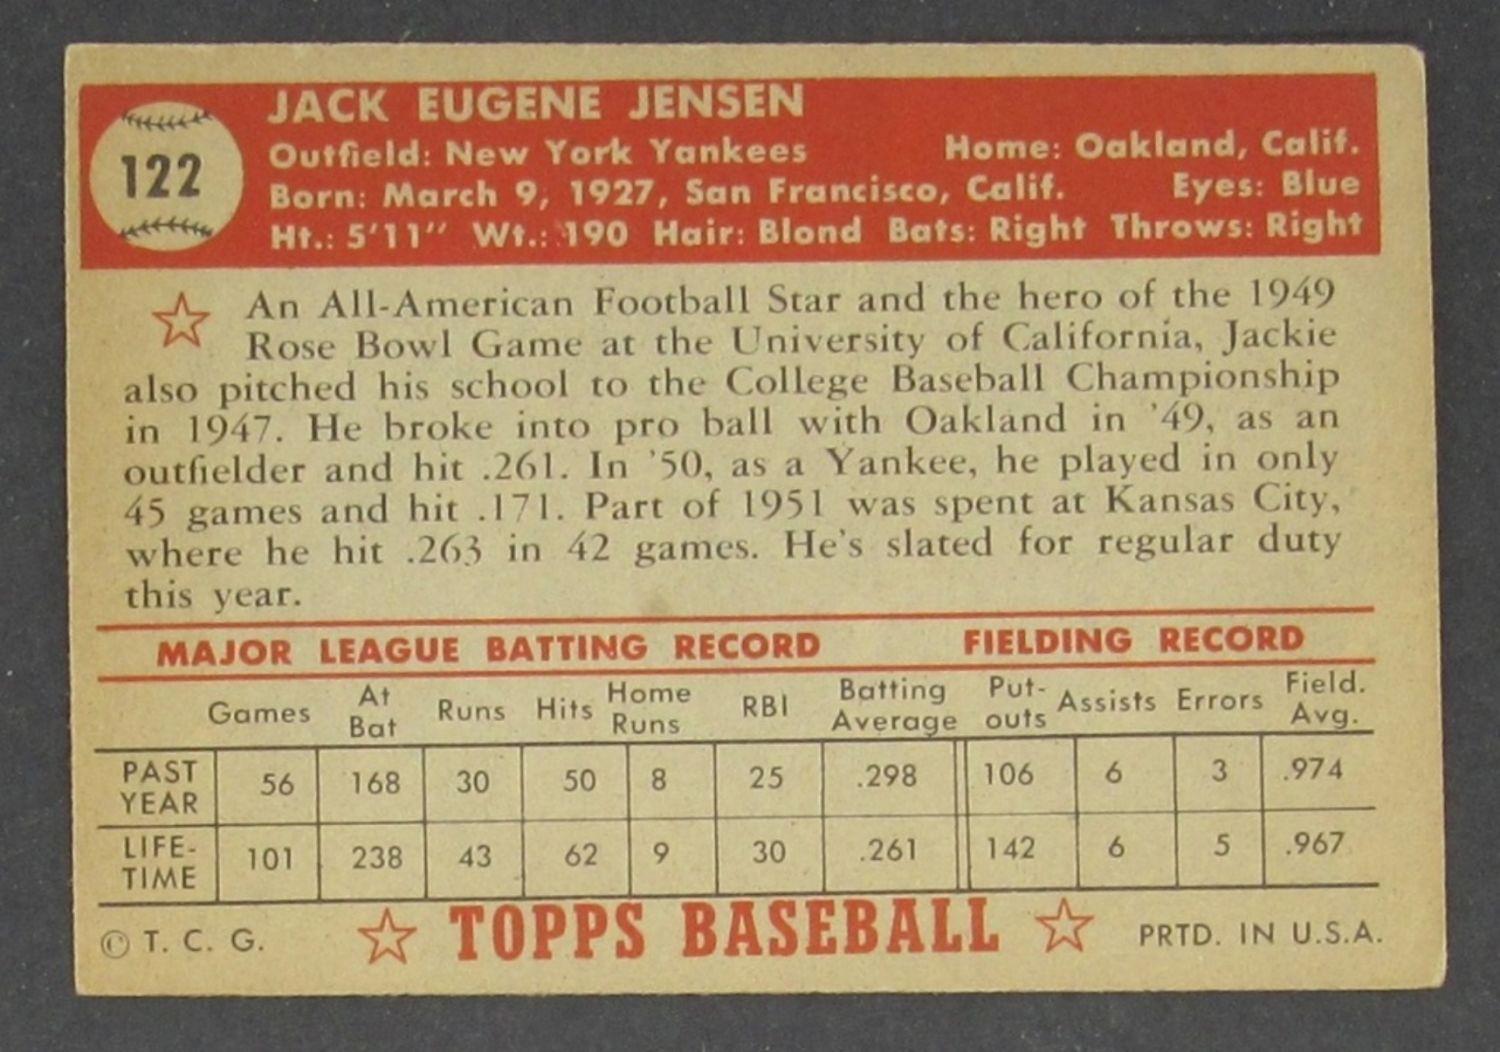 122
JACK EUGENE JENSEN
Outfield: New York Yankees Home: Oakland, Calif.
Born: March 9, 1927, San Francisco, Calif. Eyes: Blue
Ht.: 5'11" Wt.: 190 Hair: Blond Bats: Right Throws: Right
An All-American Football Star and the hero of the 1949
Rose Bowl Game at the University of California, Jackie
also pitched his school to the College Baseball Championship
in 1947. He broke into pro ball with Oakland in '49, as an
outfielder and hit .261. In '50, as a Yankee, he played in only
45 games and hit .171. Part of 1951 was spent at Kansas City,
where he hit .263 in 42 games. He's slated for regular duty
this year.
MAJOR LEAGUE BATTING RECORD FIELDING RECORD
Games At Bat Runs Hits Home Runs RBI Batting Average Put-outs Assists Errors Field. Avg.
PAST YEAR 56 168 30 50 8 25 .298 106 6 3 .974
LIFE-TIME 101 238 43 62 9 30 .261 142 6 5 .967
© T. C. G. TOPPS BASEBALL PRTD. IN U.S.A.